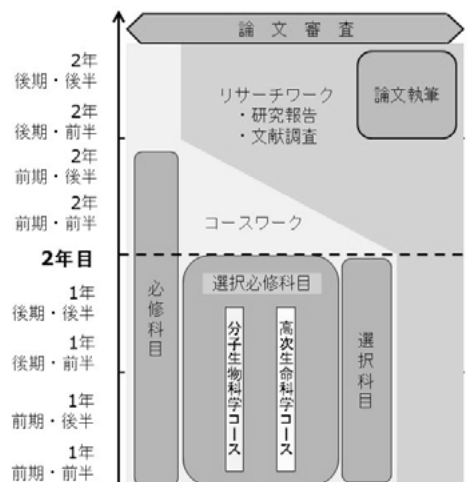 論文審査
2年
後期・後半
2年
後期・前半
2年
前期・後半
2年
前期・前半
2年目
1年
後期・後半
1年
後期・前半
1年
前期・後半
1年
前期・前半
リサーチワーク
・研究報告
・文献調査
論文執筆
コースワーク
必修科目
選択必修科目
分子生物科学コース
高次生命科学コース
選択科目